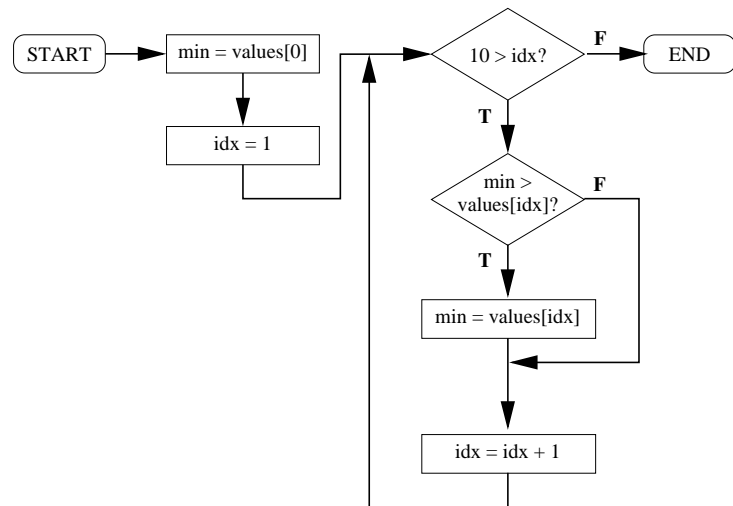 START
min = values[0]
idx = 1
10 > idx?
F
END
T
min >
values[idx]?
F
T
min = values[idx]
idx = idx + 1